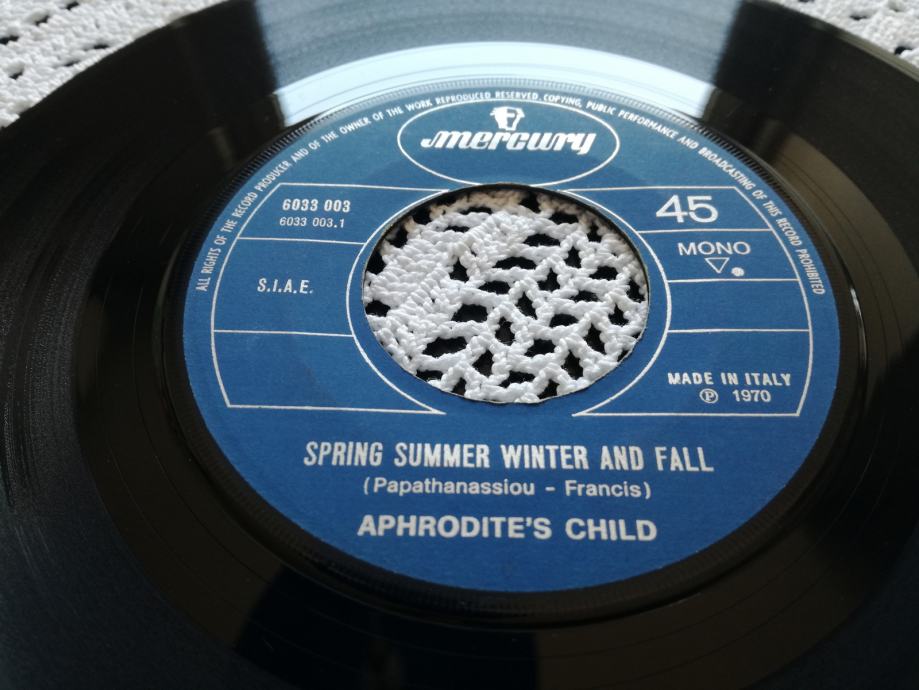 ALL RIGHTS OF THE RECORD PRODUCER AND OF THE OWNER OF THE WORK REPRODUCED RESERVED. COPYING, PUBLIC PERFORMANCE AND BROADCASTING OF THIS RECORD PROHIBITED
mercury
6033 003
6033 003.1
45
MONO
S.I.A.E.
MADE IN ITALY
℗ 1970
SPRING SUMMER WINTER AND FALL
(Papathanassiou - Francis)
APHRODITE'S CHILD